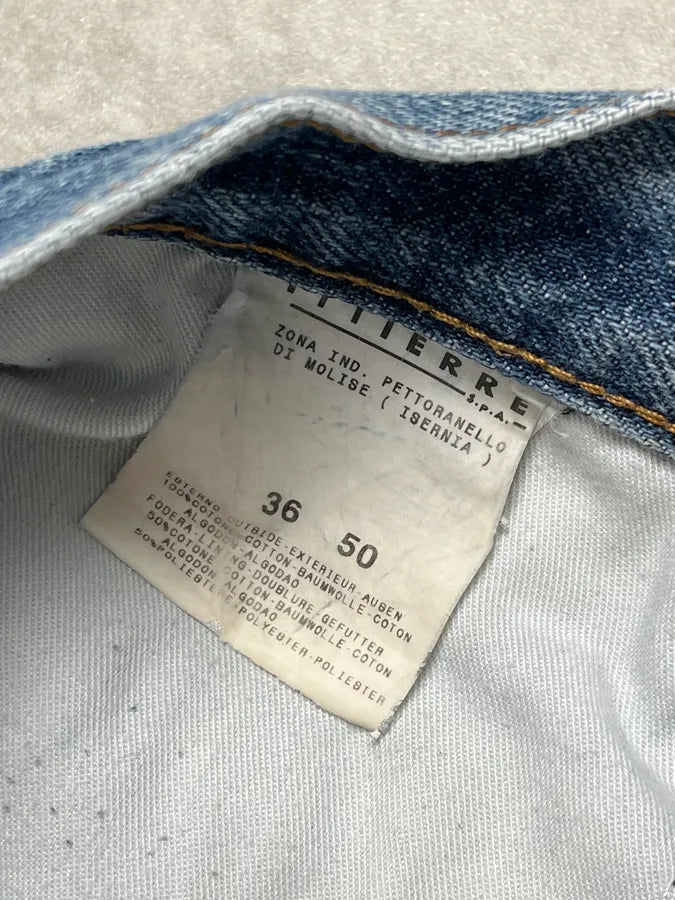 ITTIERRE
S.P.A.
ZONA IND. PETTORANELLO
DI MOLISE ( ISERNIA )
36 50
ESTERNO-OUTSIDE-EXTERIEUR-AUßEN
100%COTONE-COTTON-BAUMWOLLE-COTON
ALGODON-ALGODAO
FODERA-LINING-DOUBLURE-GEFUTTER
50%COTONE COTTON-BAUMWOLLE-COTON
ALGODON ALGODAO
50%POLIESTERE-POLYESTER-POLIESTER